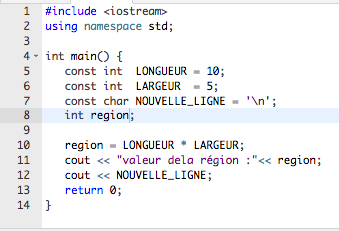 1 #include <iostream>
2 using namespace std;
3
4 int main() {
5 const int  LONGUEUR = 10;
6 const int  LARGEUR  = 5;
7 const char NOUVELLE_LIGNE = '\n';
8 int region;
9
10 region = LONGUEUR * LARGEUR;
11 cout << "valeur dela région :"<< region;
12 cout << NOUVELLE_LIGNE;
13 return 0;
14 }